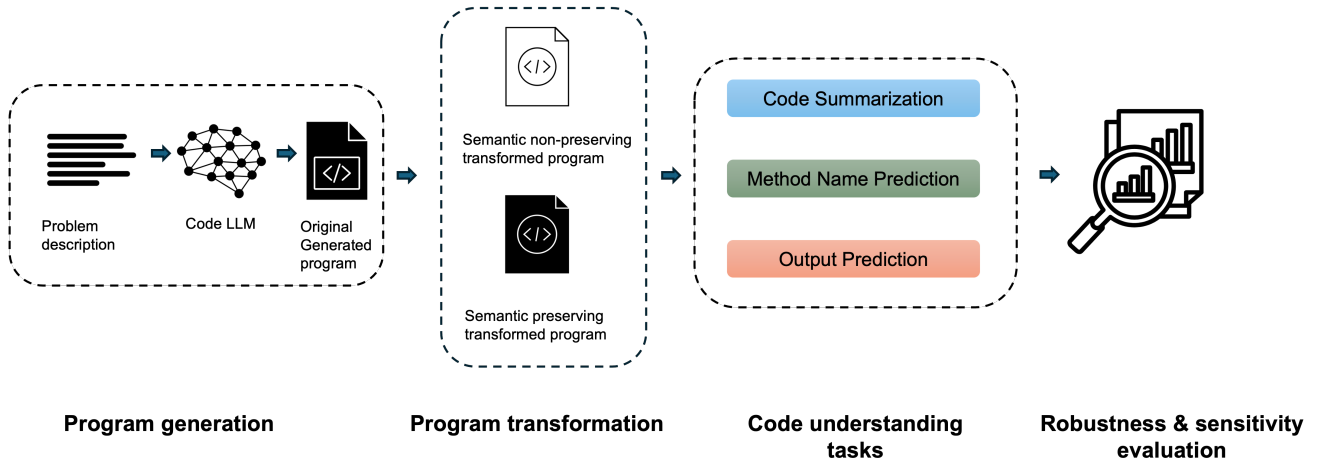 Problem
description
Code LLM
Original
Generated
program
</>
</>
Semantic non-preserving
transformed program
</>
Semantic preserving
transformed program
Code Summarization
Method Name Prediction
Output Prediction
Program generation
Program transformation
Code understanding
tasks
Robustness & sensitivity
evaluation